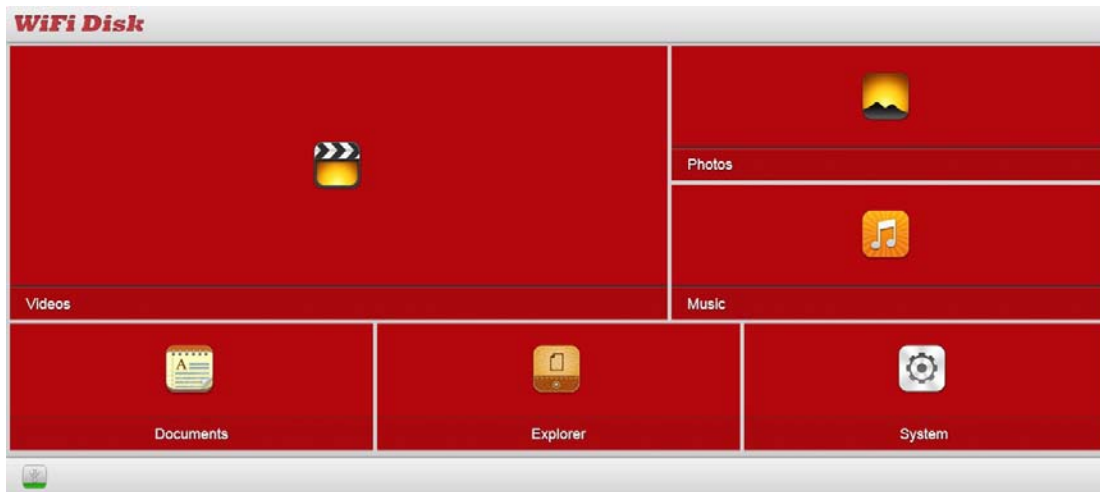 WiFi Disk
Photos
Videos
Music
Documents
Explorer
System